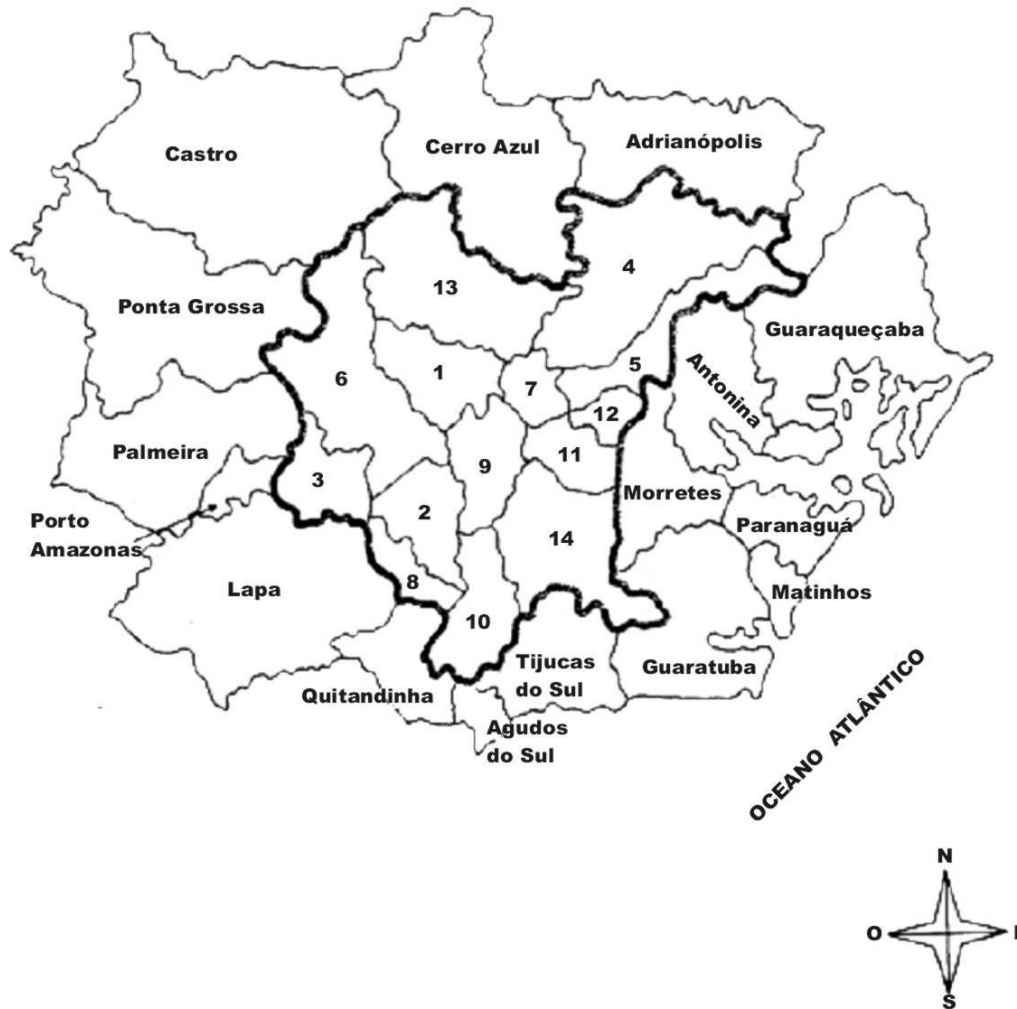 Castro
Cerro Azul
Adrianópolis
4
13
Ponta Grossa
Guaraqueçaba
6
1
7
5
Antonina
12
Palmeira
3
9
11
Morretes
2
Porto
Amazonas
14
Paranaguá
8
Lapa
Matinhos
10
Tijucas
do Sul
Guaratuba
Quitandinha
Agudos
do Sul
OCEANO ATLÂNTICO
N
O
S